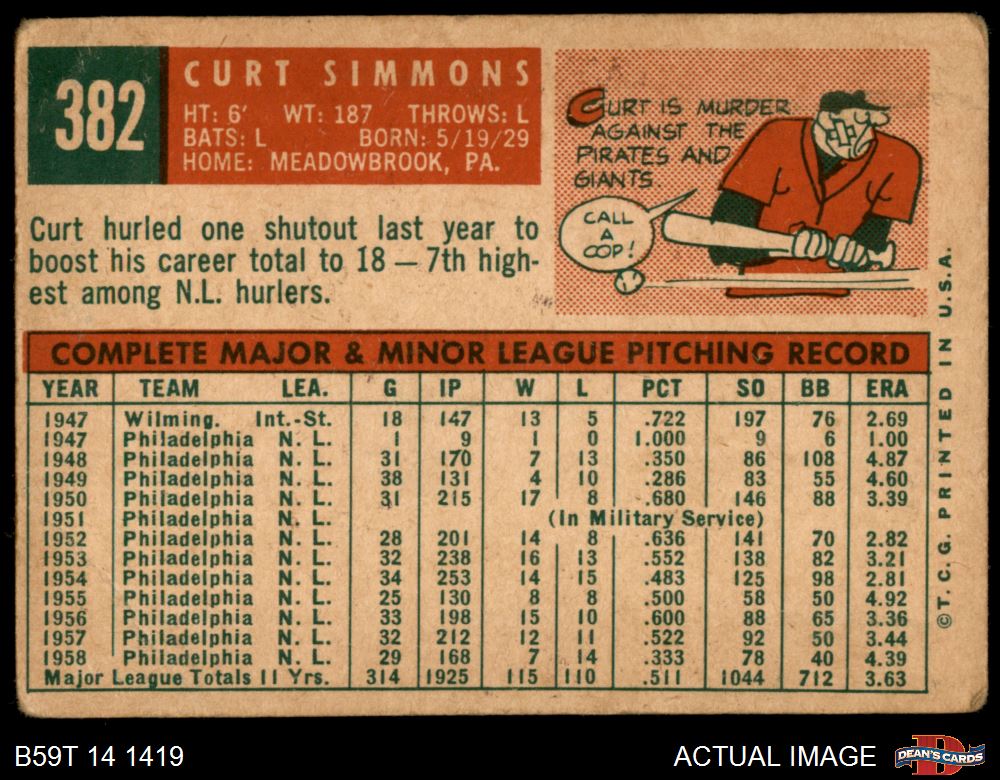 382
CURT SIMMONS
HT: 6' WT: 187 THROWS: L
BATS: L BORN: 5/19/29
HOME: MEADOWBROOK, PA.
CURT IS MURDER
AGAINST THE
PIRATES AND
GIANTS.
CALL
A
COP!
Curt hurled one shutout last year to
boost his career total to 18 — 7th high-
est among N.L. hurlers.
COMPLETE MAJOR & MINOR LEAGUE PITCHING RECORD
YEAR TEAM LEA. G IP W L PCT SO BB ERA
1947 Wilming. Int.-St. 18 147 13 5 .722 197 76 2.69
1947 Philadelphia N. L. 1 9 1 0 1.000 9 6 1.00
1948 Philadelphia N. L. 31 170 7 13 .350 86 108 4.87
1949 Philadelphia N. L. 38 131 4 10 .286 83 55 4.60
1950 Philadelphia N. L. 31 215 17 8 .680 146 88 3.39
1951 Philadelphia N. L. (In Military Service)
1952 Philadelphia N. L. 28 201 14 8 .636 141 70 2.82
1953 Philadelphia N. L. 32 238 16 13 .552 138 82 3.21
1954 Philadelphia N. L. 34 253 14 15 .483 125 98 2.81
1955 Philadelphia N. L. 25 130 8 8 .500 58 50 4.92
1956 Philadelphia N. L. 33 198 15 10 .600 88 65 3.36
1957 Philadelphia N. L. 32 212 12 11 .522 92 50 3.44
1958 Philadelphia N. L. 29 168 7 14 .333 78 40 4.39
Major League Totals 11 Yrs. 314 1925 115 110 .511 1044 712 3.63
©T. C. G. PRINTED IN U.S.A.
B59T 14 1419
ACTUAL IMAGE
DEAN'S CARDS